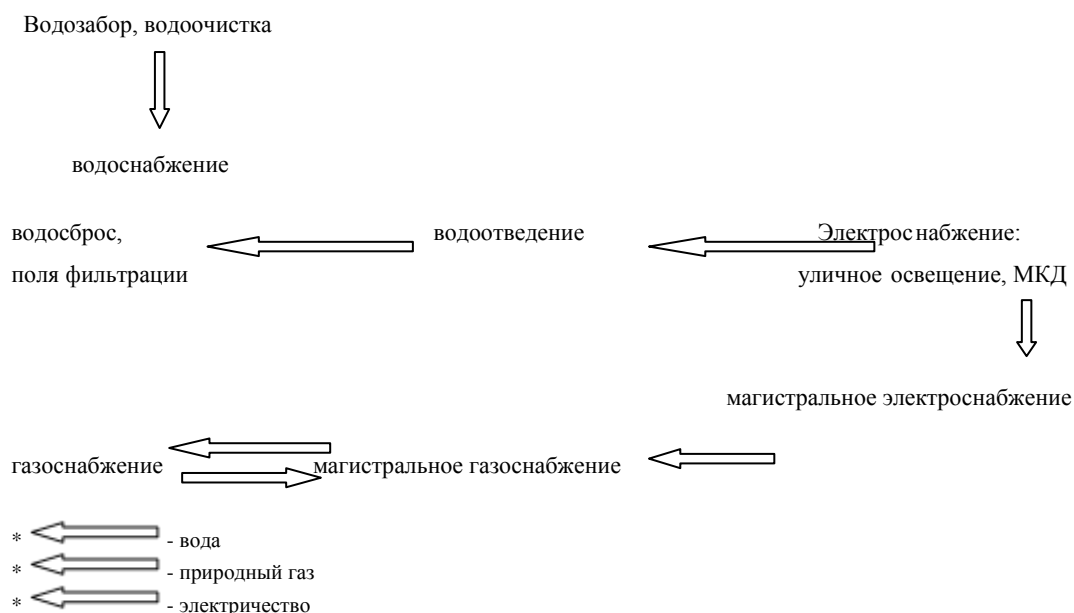 Водозабор, водоочистка
водоснабжение
водосброс, водоотведение Электроснабжение:
поля фильтрации уличное освещение, МКД
магистральное электроснабжение
газоснабжение магистральное газоснабжение
* - вода
* - природный газ
* - электричество